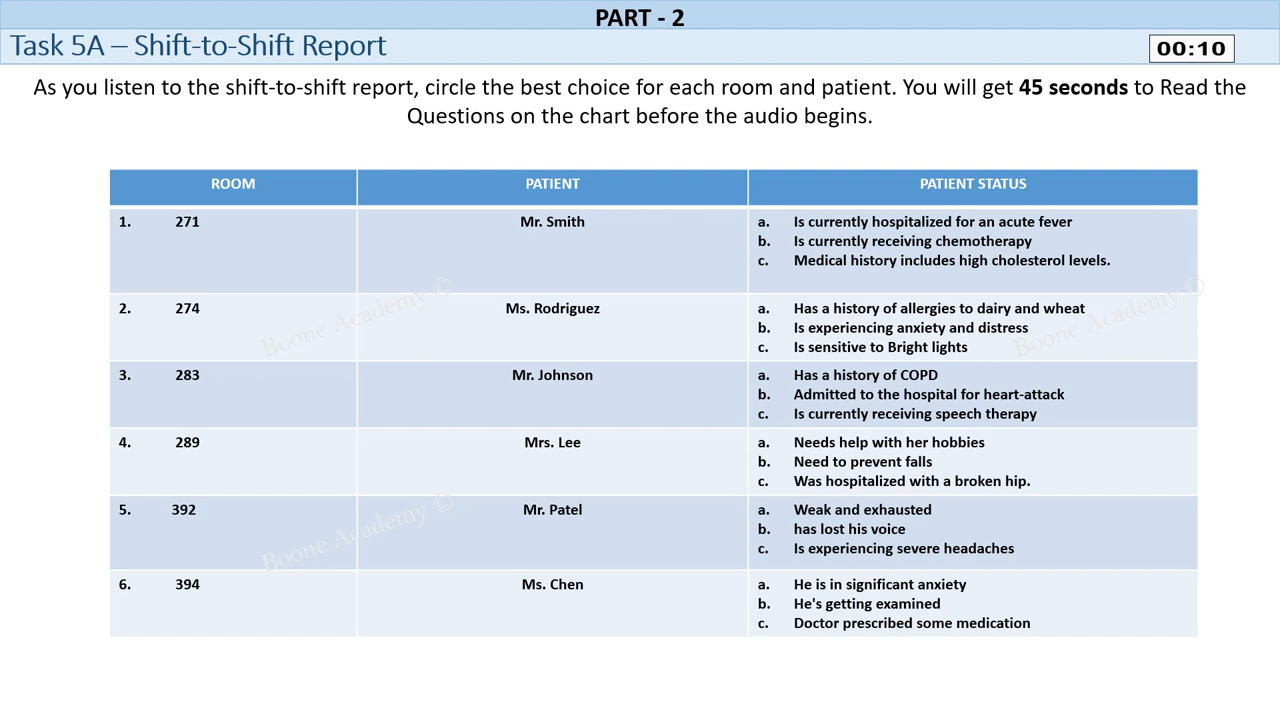 PART - 2
Task 5A – Shift-to-Shift Report
00:10
As you listen to the shift-to-shift report, circle the best choice for each room and patient. You will get 45 seconds to Read the
Questions on the chart before the audio begins.
ROOM PATIENT PATIENT STATUS
1. 271 Mr. Smith a. Is currently hospitalized for an acute fever
b. Is currently receiving chemotherapy
c. Medical history includes high cholesterol levels.
2. 274 Ms. Rodriguez a. Has a history of allergies to dairy and wheat
b. Is experiencing anxiety and distress
c. Is sensitive to Bright lights
3. 283 Mr. Johnson a. Has a history of COPD
b. Admitted to the hospital for heart-attack
c. Is currently receiving speech therapy
4. 289 Mrs. Lee a. Needs help with her hobbies
b. Need to prevent falls
c. Was hospitalized with a broken hip.
5. 392 Mr. Patel a. Weak and exhausted
b. has lost his voice
c. Is experiencing severe headaches
6. 394 Ms. Chen a. He is in significant anxiety
b. He's getting examined
c. Doctor prescribed some medication
Boone Academy ©
Boone Academy ©
Boone Academy ©